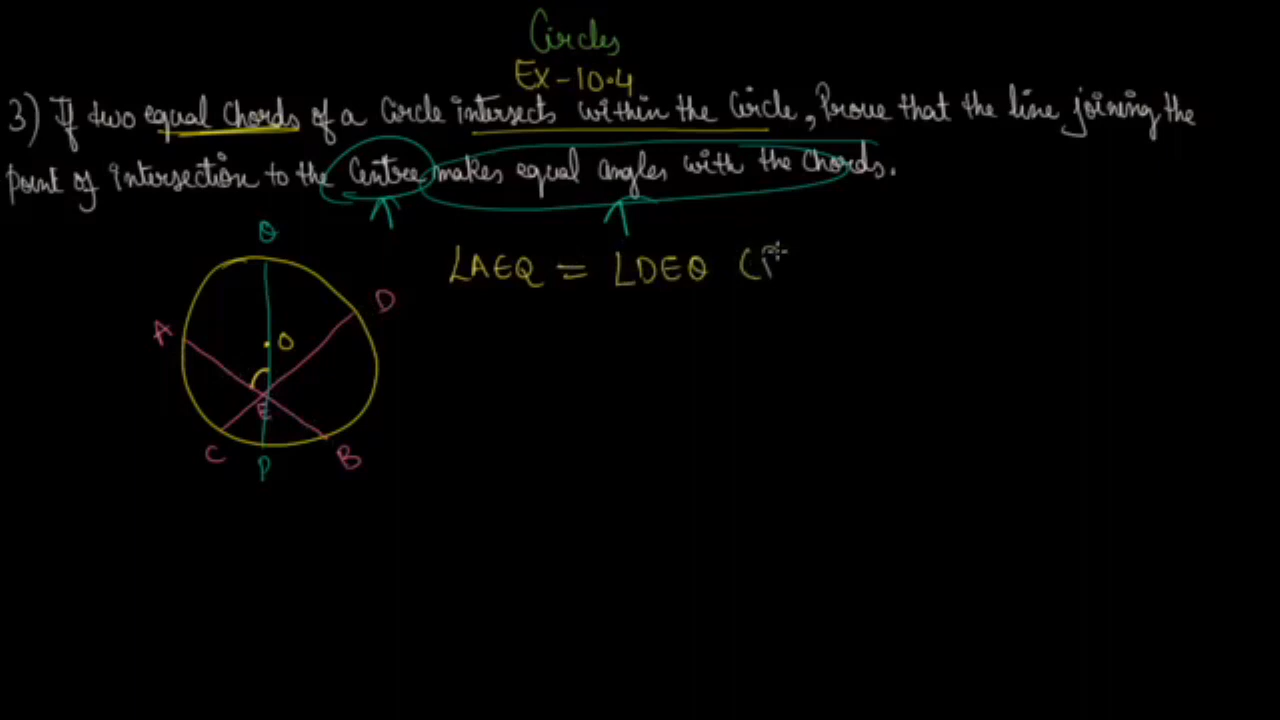 Circles
Ex-10.4
3) If two equal chords of a circle intersects within the circle, Prove that the line joining the
point of intersection to the centre makes equal angles with the chords.
Q
∠AEQ = ∠DEQ (
D
A
O
E
C
P
B